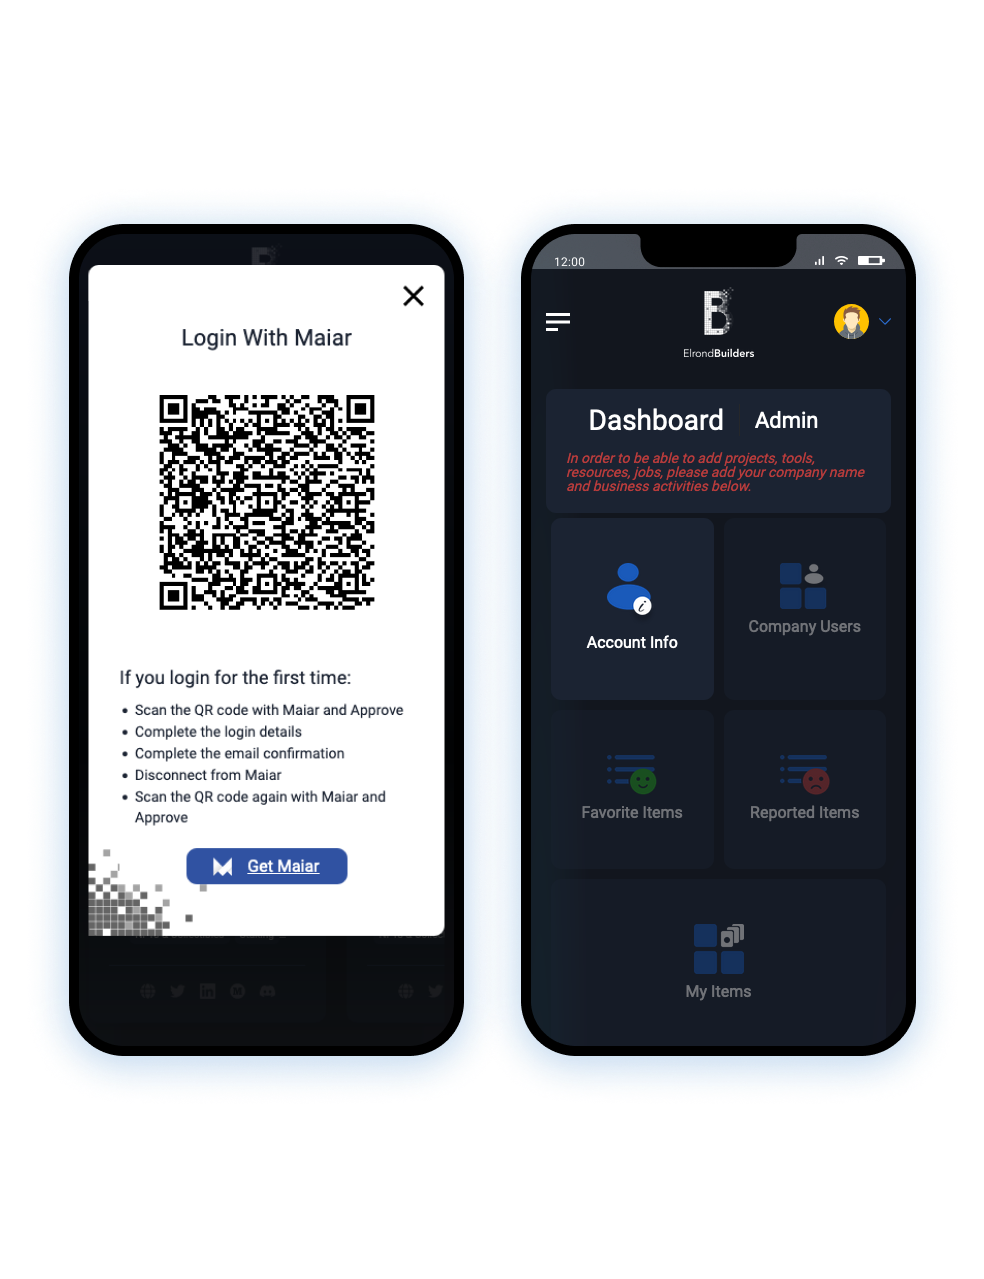 Login With Maiar
If you login for the first time:
• Scan the QR code with Maiar and Approve
• Complete the login details
• Complete the email confirmation
• Disconnect from Maiar
• Scan the QR code again with Maiar and
Approve
Get Maiar
12:00
ElrondBuilders
Dashboard Admin
In order to be able to add projects, tools,
resources, jobs, please add your company name
and business activities below.
Account Info
Company Users
Favorite Items
Reported Items
My Items